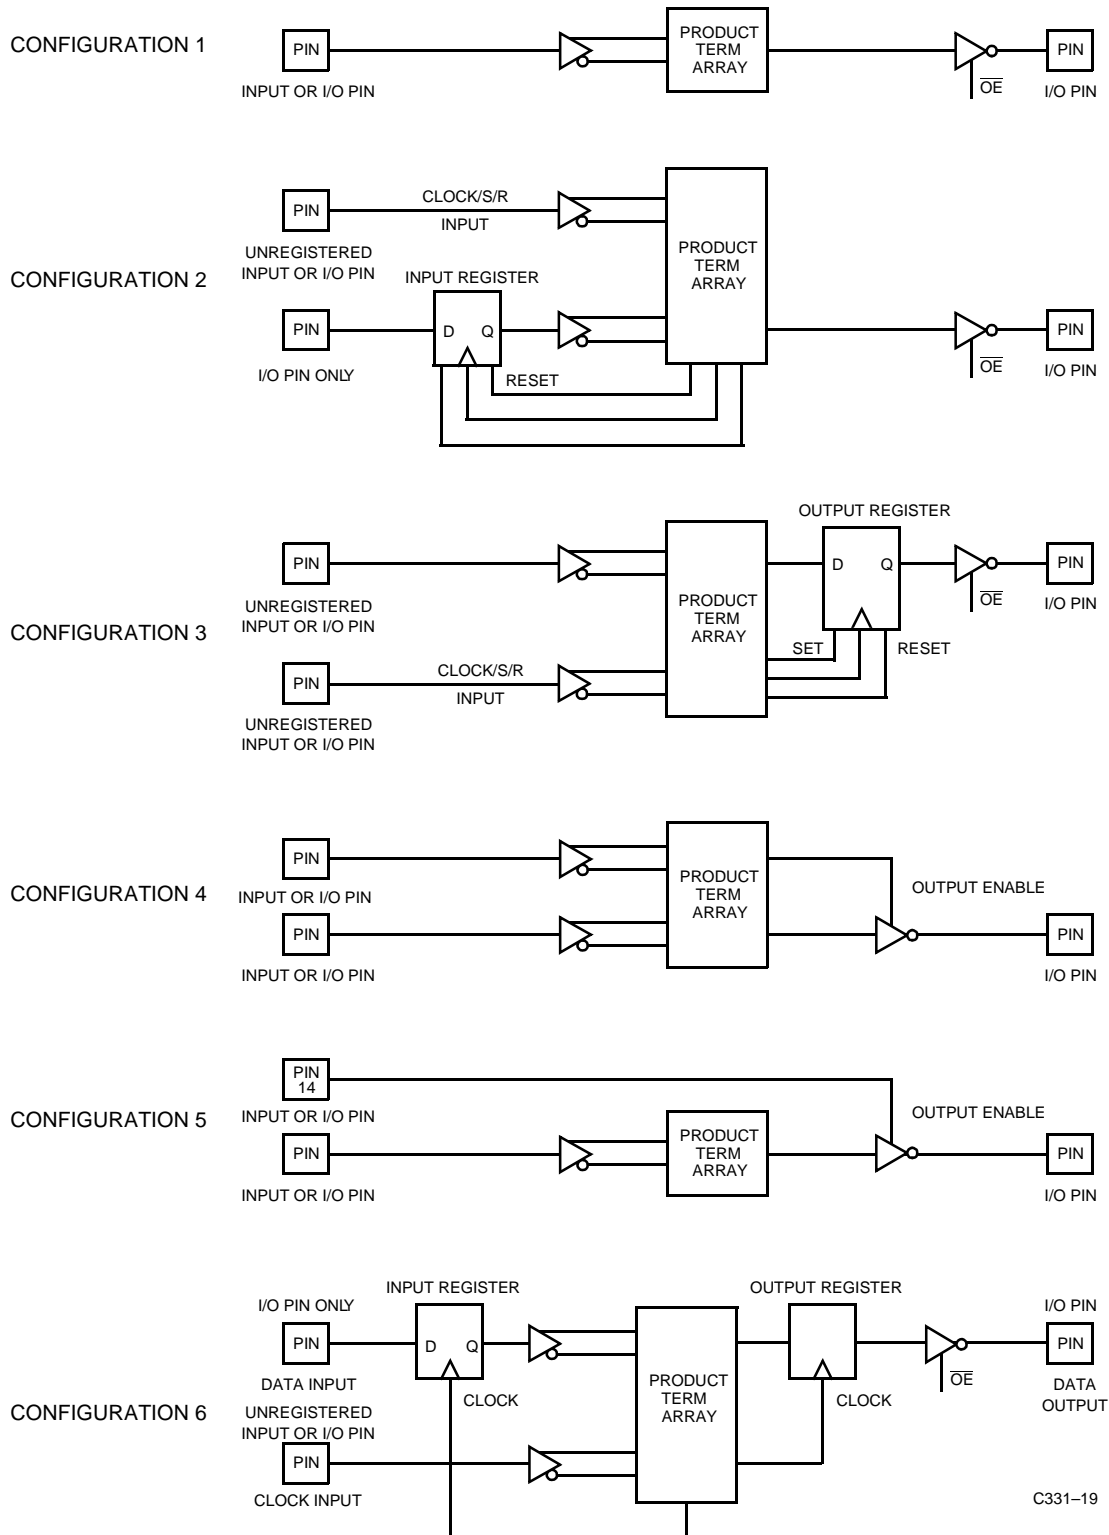 CONFIGURATION 1
PIN
INPUT OR I/O PIN
PRODUCT
TERM
ARRAY
OE
PIN
I/O PIN
CONFIGURATION 2
PIN
UNREGISTERED
INPUT OR I/O PIN
CLOCK/S/R
INPUT
PIN
I/O PIN ONLY
INPUT REGISTER
D Q
RESET
PRODUCT
TERM
ARRAY
OE
PIN
I/O PIN
CONFIGURATION 3
PIN
UNREGISTERED
INPUT OR I/O PIN
PIN
UNREGISTERED
INPUT OR I/O PIN
CLOCK/S/R
INPUT
PRODUCT
TERM
ARRAY
OUTPUT REGISTER
D Q
SET
RESET
OE
PIN
I/O PIN
CONFIGURATION 4
PIN
INPUT OR I/O PIN
PIN
INPUT OR I/O PIN
PRODUCT
TERM
ARRAY
OUTPUT ENABLE
PIN
I/O PIN
CONFIGURATION 5
PIN
14
INPUT OR I/O PIN
PIN
INPUT OR I/O PIN
PRODUCT
TERM
ARRAY
OUTPUT ENABLE
PIN
I/O PIN
CONFIGURATION 6
I/O PIN ONLY
PIN
DATA INPUT
UNREGISTERED
INPUT OR I/O PIN
PIN
CLOCK INPUT
INPUT REGISTER
D Q
CLOCK
PRODUCT
TERM
ARRAY
OUTPUT REGISTER
CLOCK
OE
I/O PIN
PIN
DATA
OUTPUT
C331–19